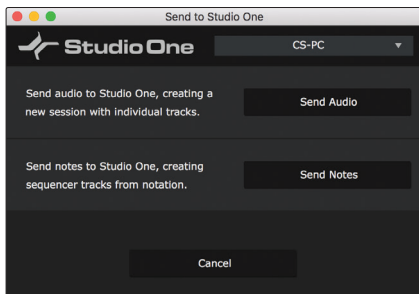 Send to Studio One
Studio One
CS-PC
Send audio to Studio One, creating a
new session with individual tracks.
Send Audio
Send notes to Studio One, creating
sequencer tracks from notation.
Send Notes
Cancel